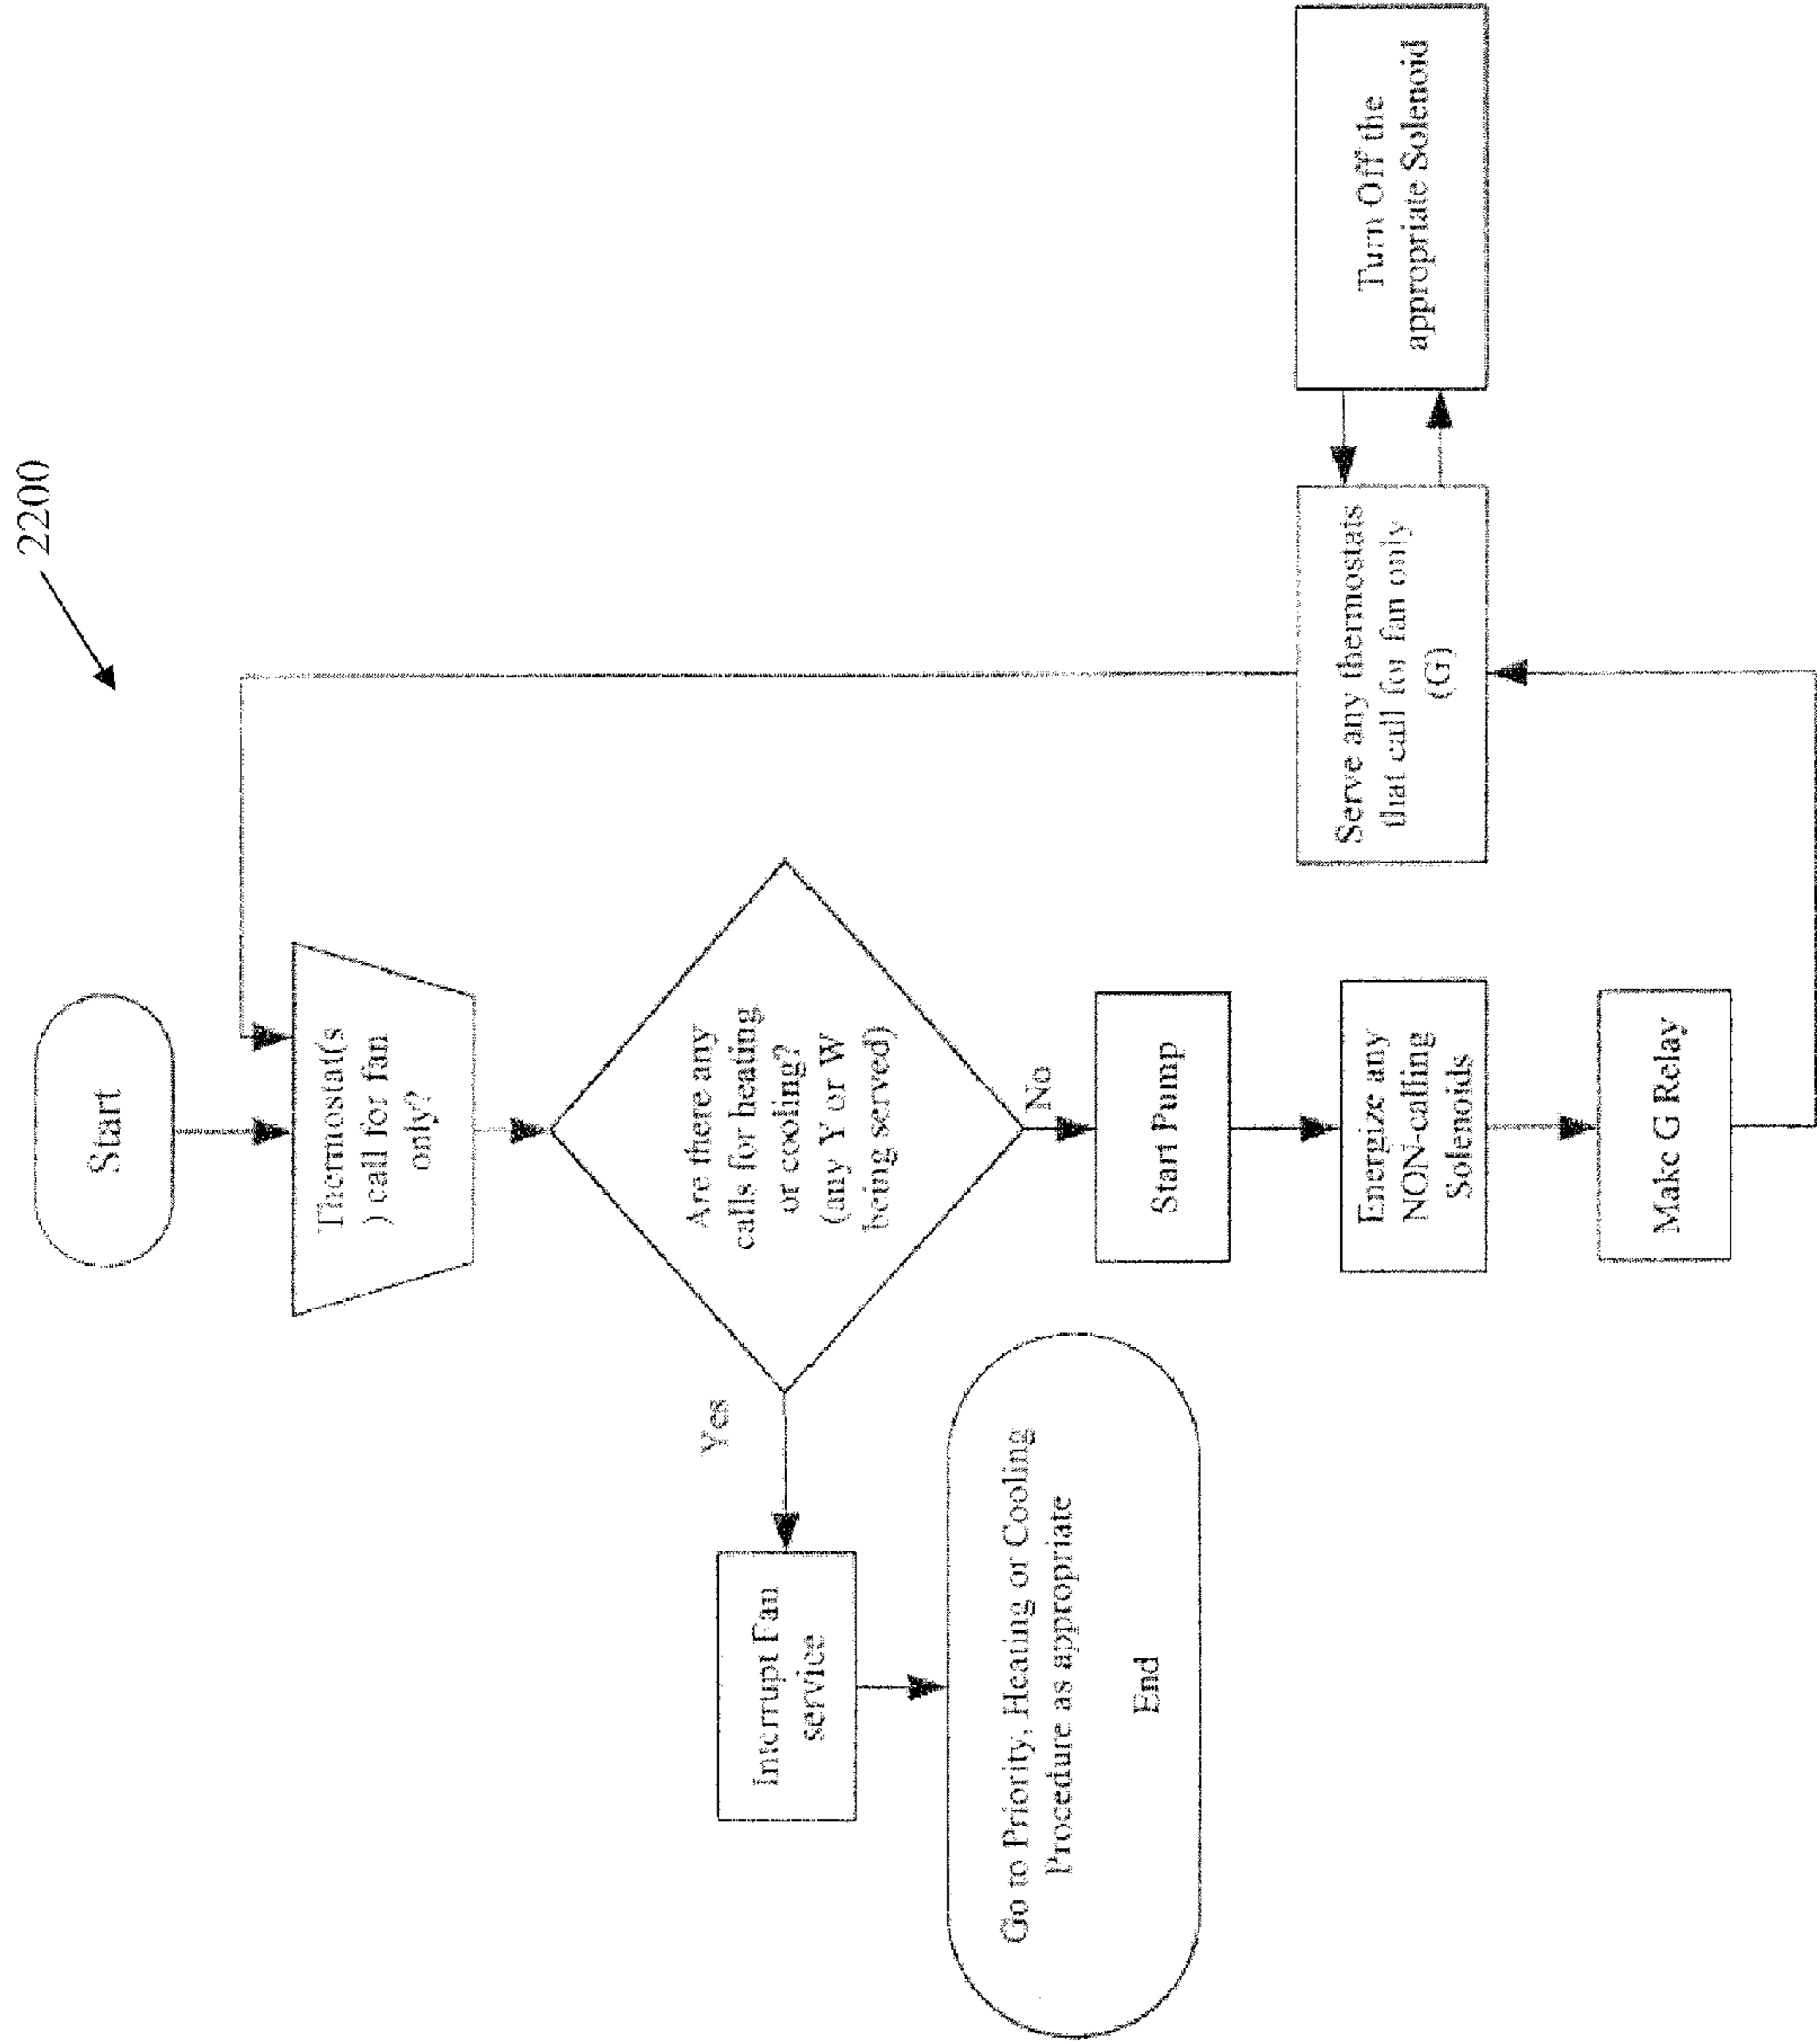 2200
Start
Thermostat(s
) call for fan
only?
Are there any
calls for heating
or cooling?
(any Y or W
being served)
Yes
No
Interrupt Fan
service
Go to Priority, Heating or Cooling
Procedure as appropriate
End
Start Pump
Energize any
NON-calling
Solenoids
Make G Relay
Serve any thermostats
that call for fan only
(G)
Turn Off the
appropriate Solenoid